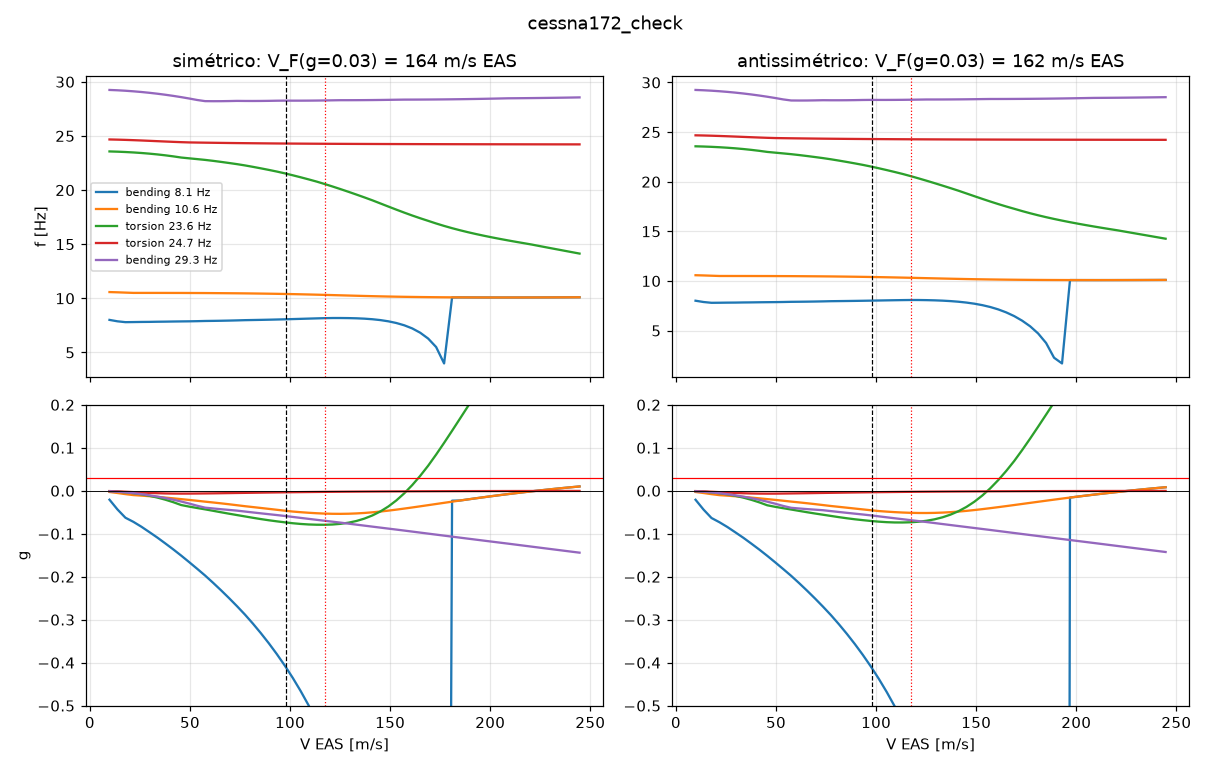 cessna172_check
simétrico: V_F(g=0.03) = 164 m/s EAS
antissimétrico: V_F(g=0.03) = 162 m/s EAS
30
25
20
15
10
5
f [Hz]
bending 8.1 Hz
bending 10.6 Hz
torsion 23.6 Hz
torsion 24.7 Hz
bending 29.3 Hz
30
25
20
15
10
5
0.2
0.1
0.0
−0.1
−0.2
−0.3
−0.4
−0.5
g
0 50 100 150 200 250
V EAS [m/s]
0.2
0.1
0.0
−0.1
−0.2
−0.3
−0.4
−0.5
0 50 100 150 200 250
V EAS [m/s]